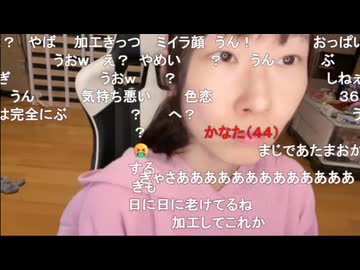 ？　やば　加工きっつ　ミイラ顔　うん！　おっぱい
うおｗ　え？　やめい　？　うん　ぶ
ぎ　うおｗ　？　しねえ
うん　気持ち悪い　色恋　３６
は完全にぶ　？　へ？　う
？　かなた（４４）
🤮　まじであたまおか
する
ぎゃさああああああああああああああ
きも
日に日に老けてるね
加工してこれか